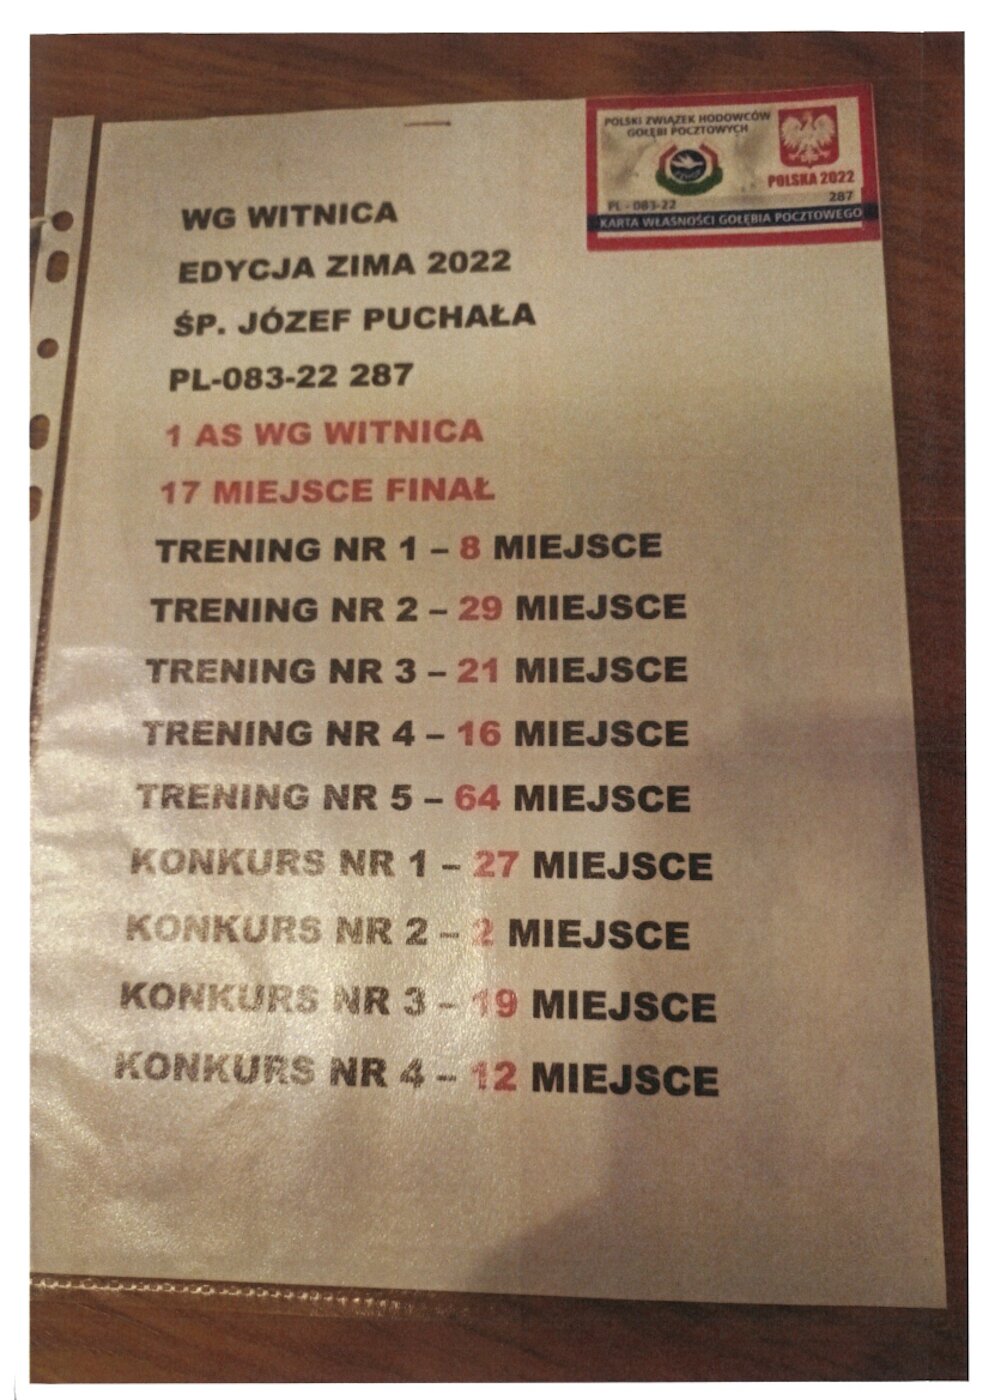 POLSKI ZWIĄZEK HODOWCÓW
GOŁĘBI POCZTOWYCH
POLSKA 2022
PL - 083-22
287
KARTA WŁASNOŚCI GOŁĘBIA POCZTOWEGO
WG WITNICA
EDYCJA ZIMA 2022
ŚP. JÓZEF PUCHAŁA
PL-083-22 287
1 AS WG WITNICA
17 MIEJSCE FINAŁ
TRENING NR 1 – 8 MIEJSCE
TRENING NR 2 – 29 MIEJSCE
TRENING NR 3 – 21 MIEJSCE
TRENING NR 4 – 16 MIEJSCE
TRENING NR 5 – 64 MIEJSCE
KONKURS NR 1 – 27 MIEJSCE
KONKURS NR 2 – 2 MIEJSCE
KONKURS NR 3 – 19 MIEJSCE
KONKURS NR 4 – 12 MIEJSCE